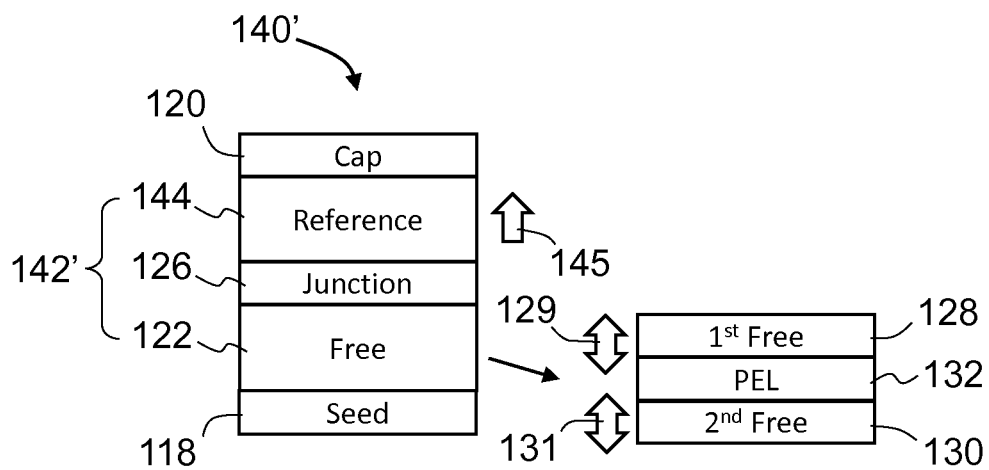 140’
120
Cap
144
Reference
145
142’
126
Junction
129
1st Free
128
122
Free
PEL
132
118
Seed
131
2nd Free
130